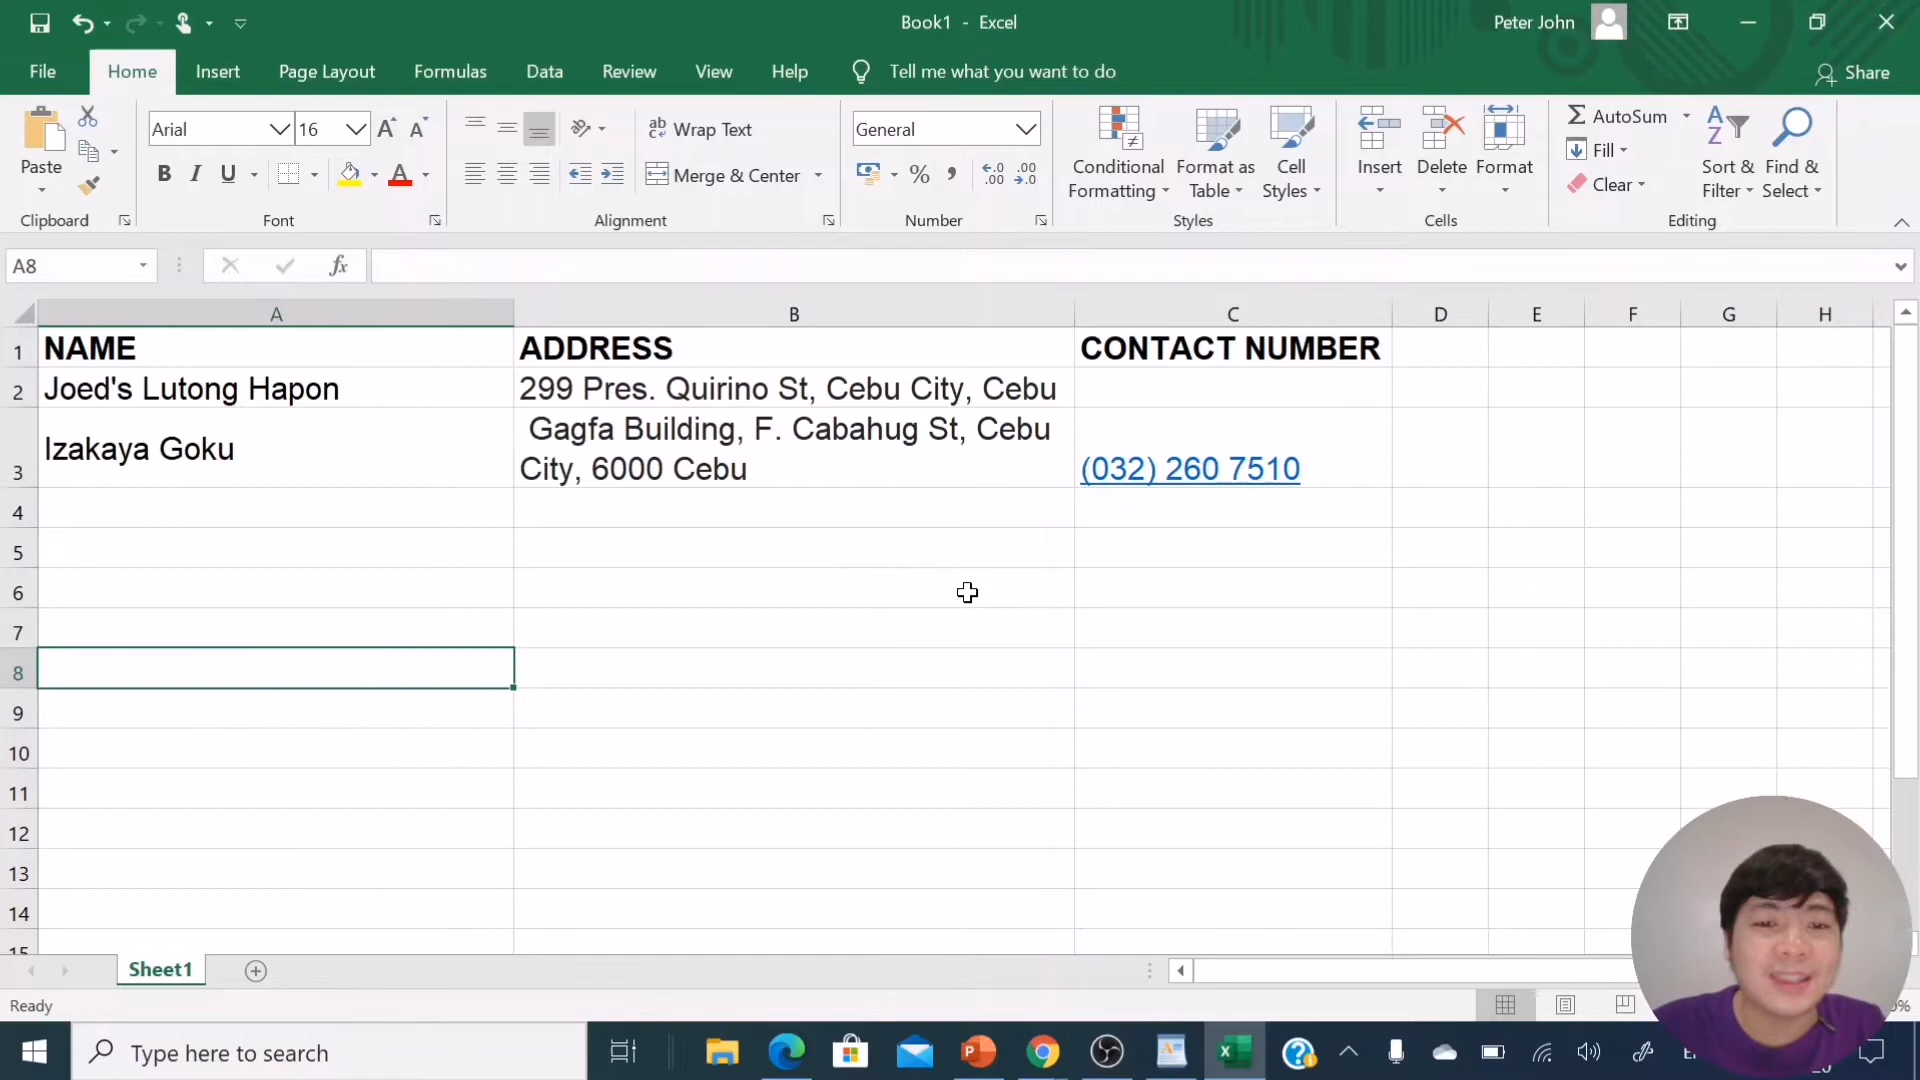 Book1 - Excel
Peter John
File Home Insert Page Layout Formulas Data Review View Help Tell me what you want to do Share
Paste
Clipboard
Arial 16
B I U
Font
Wrap Text
Merge & Center
Alignment
General
Number
Conditional Formatting
Format as Table
Cell Styles
Styles
Insert Delete Format
Cells
AutoSum
Fill
Clear
Sort & Filter
Find & Select
Editing
A8
fx
A B C D E F G H
1 NAME ADDRESS CONTACT NUMBER
2 Joed's Lutong Hapon 299 Pres. Quirino St, Cebu City, Cebu
3 Izakaya Goku Gagfa Building, F. Cabahug St, Cebu
City, 6000 Cebu (032) 260 7510
4
5
6
7
8
9
10
11
12
13
14
15
Sheet1
Ready
Type here to search